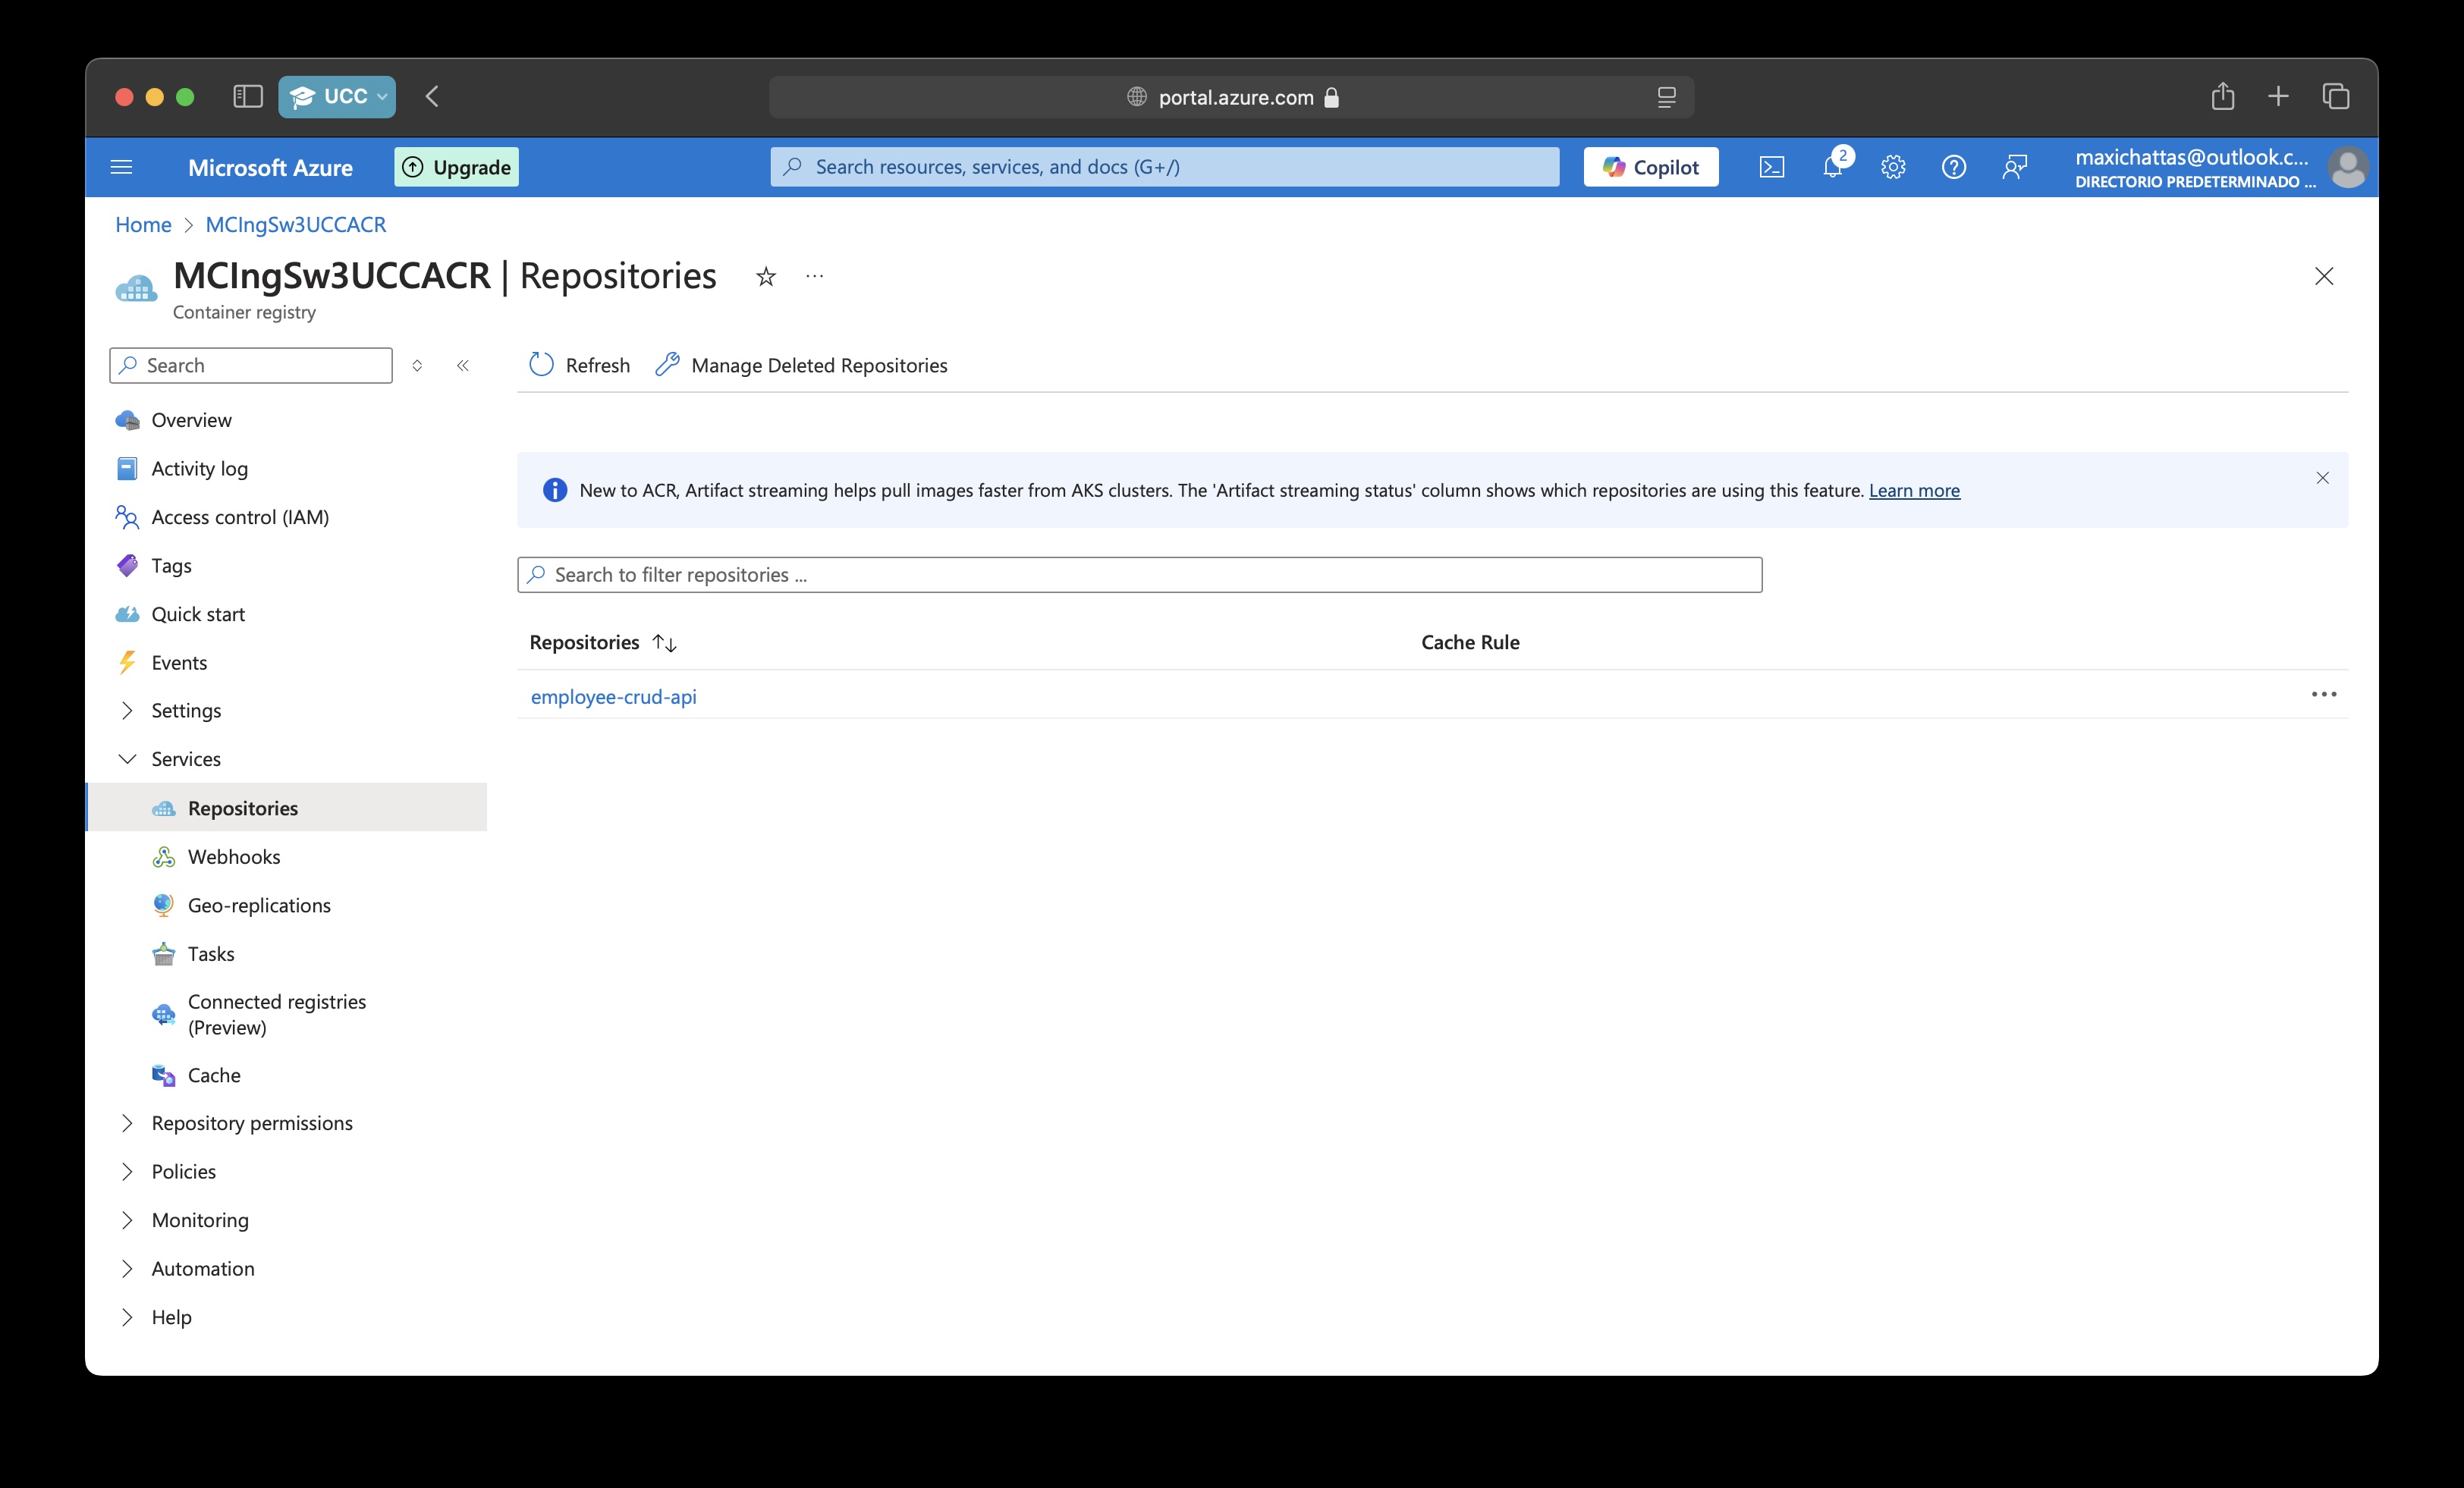 UCC
portal.azure.com
Microsoft Azure
Upgrade
Search resources, services, and docs (G+/)
Copilot
2
maxichattas@outlook.c...
DIRECTORIO PREDETERMINADO ...
Home > MCIngSw3UCCACR
MCIngSw3UCCACR | Repositories
Container registry
Search
Refresh
Manage Deleted Repositories
Overview
Activity log
Access control (IAM)
Tags
Quick start
Events
Settings
Services
Repositories
Webhooks
Geo-replications
Tasks
Connected registries
(Preview)
Cache
Repository permissions
Policies
Monitoring
Automation
Help
New to ACR, Artifact streaming helps pull images faster from AKS clusters. The 'Artifact streaming status' column shows which repositories are using this feature. Learn more
Search to filter repositories ...
Repositories ↑↓
Cache Rule
employee-crud-api